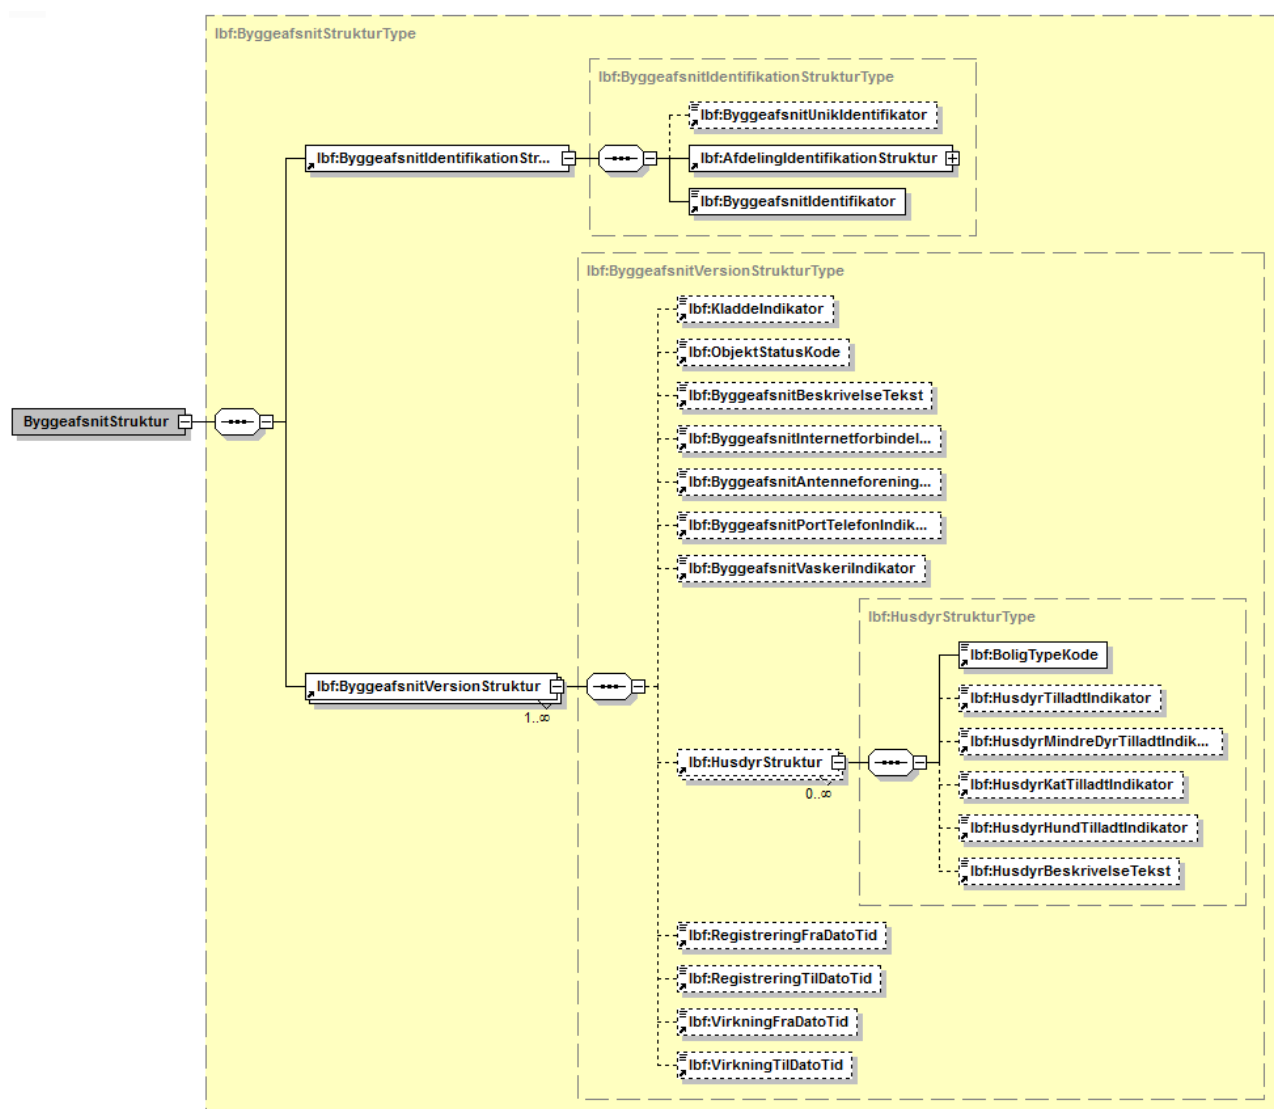 lbf:ByggeafsnitStrukturType
lbf:ByggeafsnitIdentifikationStrukturType
lbf:ByggeafsnitUnikIdentifikator
lbf:ByggeafsnitIdentifikationStr...
lbf:AfdelingIdentifikationStruktur
lbf:ByggeafsnitIdentifikator
lbf:ByggeafsnitVersionStrukturType
lbf:KladdeIndikator
lbf:ObjektStatusKode
lbf:ByggeafsnitBeskrivelseTekst
ByggeafsnitStruktur
lbf:ByggeafsnitInternetforbindel...
lbf:ByggeafsnitAntenneforening...
lbf:ByggeafsnitPortTelefonIndik...
lbf:ByggeafsnitVaskeriIndikator
lbf:HusdyrStrukturType
lbf:BoligTypeKode
lbf:ByggeafsnitVersionStruktur
1..∞
lbf:HusdyrTilladtIndikator
lbf:HusdyrMindreDyrTilladtIndik...
lbf:HusdyrStruktur
0..∞
lbf:HusdyrKatTilladtIndikator
lbf:HusdyrHundTilladtIndikator
lbf:HusdyrBeskrivelseTekst
lbf:RegistreringFraDatoTid
lbf:RegistreringTilDatoTid
lbf:VirkningFraDatoTid
lbf:VirkningTilDatoTid